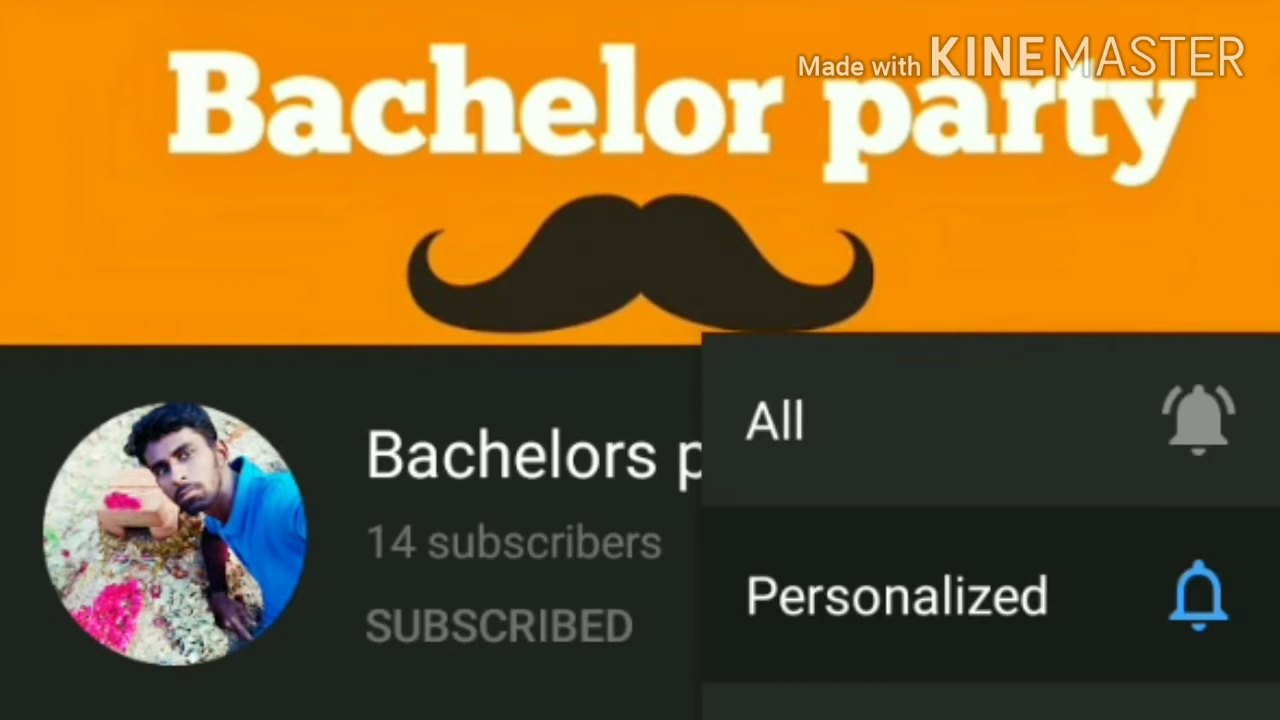 Bachelor party
Made with KINEMASTER
Bachelors p
14 subscribers
SUBSCRIBED
All
Personalized